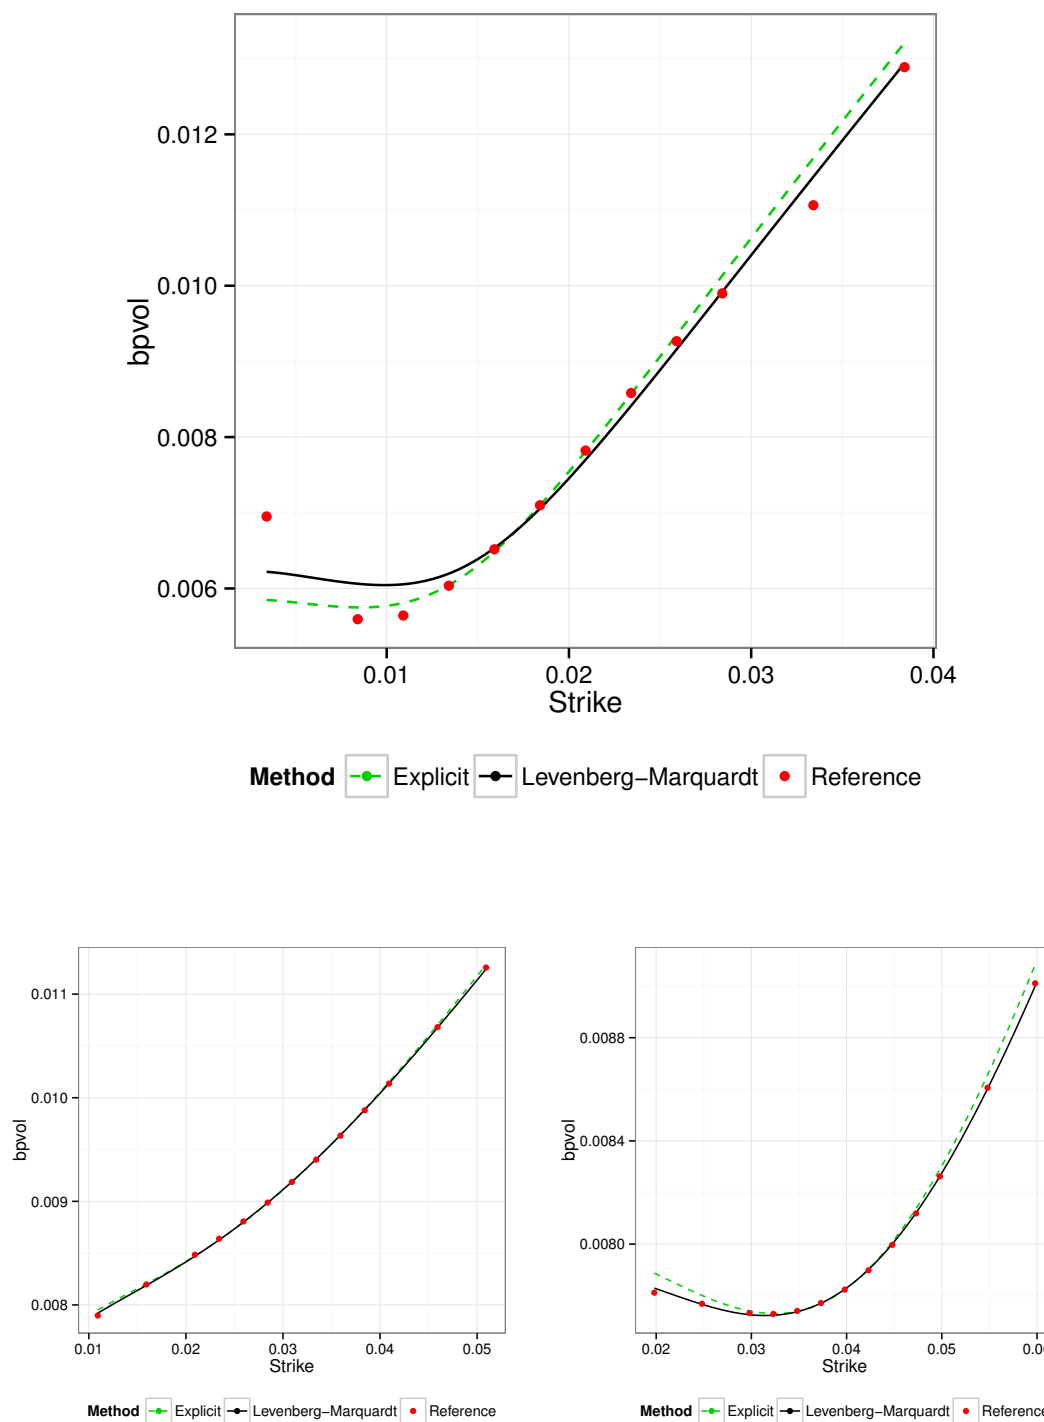 0.012
0.010
0.008
0.006
bpvol
0.01 0.02 0.03 0.04
Strike
Method Explicit Levenberg−Marquardt Reference
0.011
0.010
0.009
0.008
bpvol
0.01 0.02 0.03 0.04 0.05
Strike
Method Explicit Levenberg−Marquardt Reference
0.0088
0.0084
0.0080
bpvol
0.02 0.03 0.04 0.05
Strike
Method Explicit Levenberg−Marquardt Reference